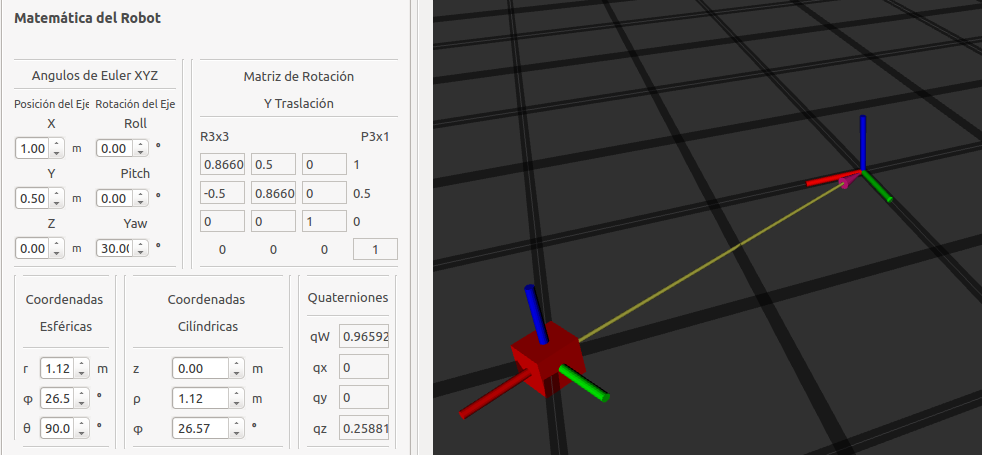 Matemática del Robot
Angulos de Euler XYZ
Posición del Eje Rotación del Eje
X Roll
1.00 m 0.00 °
Y Pitch
0.50 m 0.00 °
Z Yaw
0.00 m 30.00 °
Matriz de Rotación
Y Traslación
R3x3 P3x1
0.8660 0.5 0 1
-0.5 0.8660 0 0.5
0 0 1 0
0 0 0 1
Coordenadas
Esféricas
r 1.12 m
φ 26.5 °
θ 90.0 °
Coordenadas
Cilíndricas
z 0.00 m
ρ 1.12 m
φ 26.57 °
Quaterniones
qW 0.96592
qx 0
qy 0
qz 0.25881